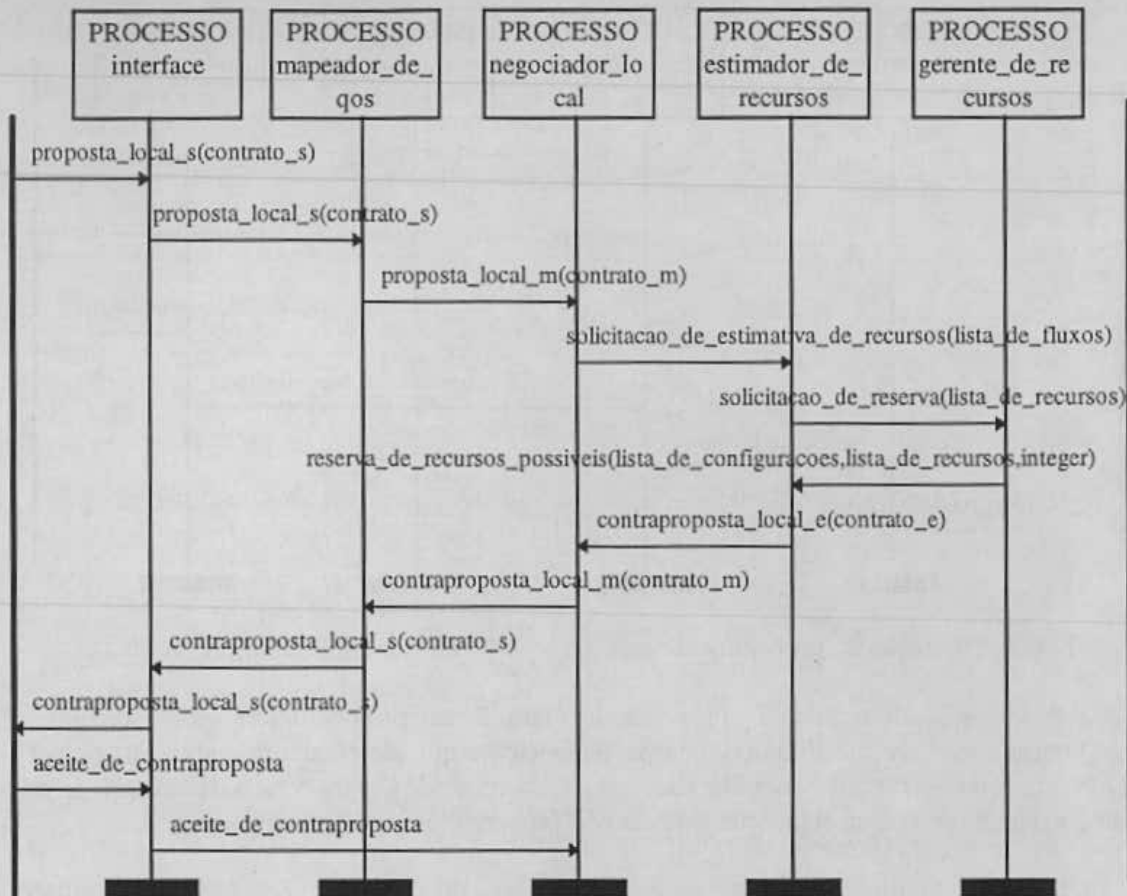 PROCESSO
interface
PROCESSO
mapeador_de_
qos
PROCESSO
negociador_lo
cal
PROCESSO
estimador_de_
recursos
PROCESSO
gerente_de_re
cursos
proposta_local_s(contrato_s)
proposta_local_s(contrato_s)
proposta_local_m(contrato_m)
solicitacao_de_estimativa_de_recursos(lista_de_fluxos)
solicitacao_de_reserva(lista_de_recursos)
reserva_de_recursos_possiveis(lista_de_configuracoes,lista_de_recursos,integer)
contraproposta_local_e(contrato_e)
contraproposta_local_m(contrato_m)
contraproposta_local_s(contrato_s)
contraproposta_local_s(contrato_s)
aceite_de_contraproposta
aceite_de_contraproposta